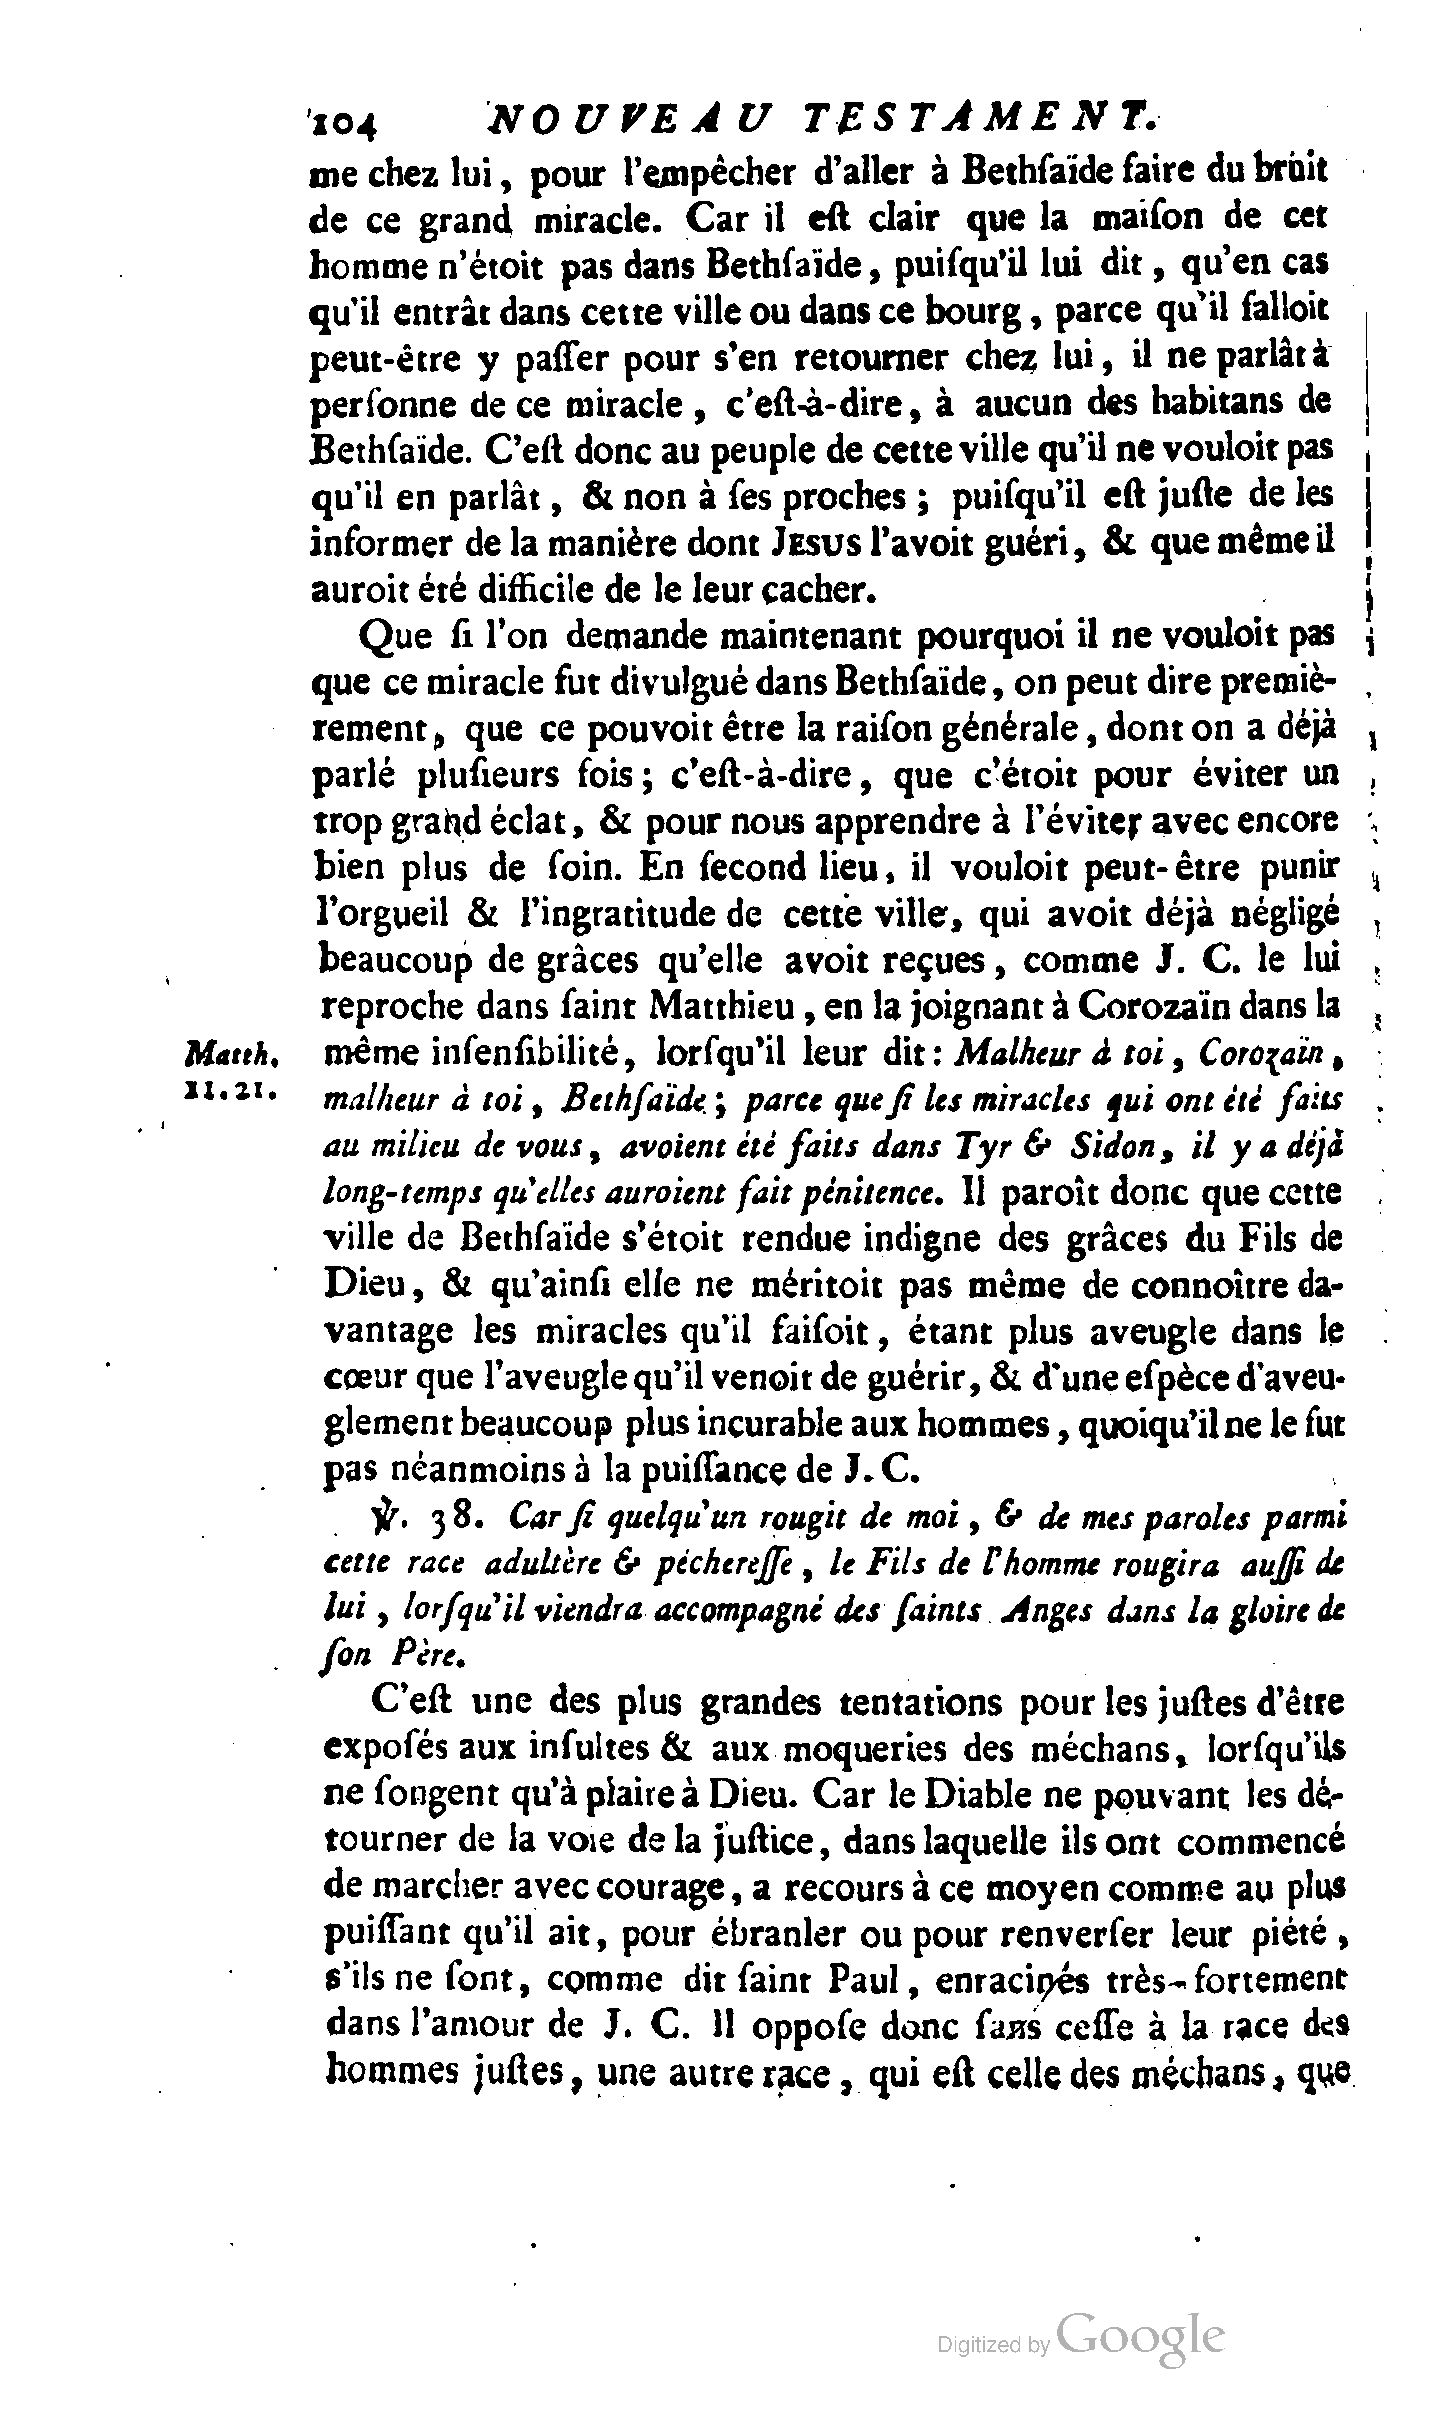 104 NOUVEAU TESTAMENT.
me chez lui, pour l'empêcher d'aller à Bethſaïde faire du bruit
de ce grand miracle. Car il eſt clair que la maiſon de cet
homme n'étoit pas dans Bethſaïde, puiſqu'il lui dit, qu'en cas
qu'il entrât dans cette ville ou dans ce bourg, parce qu'il falloit
peut-être y paſſer pour s'en retourner chez lui, il ne parlât à
perſonne de ce miracle, c'eſt-à-dire, à aucun des habitans de
Bethſaïde. C'eſt donc au peuple de cette ville qu'il ne vouloit pas
qu'il en parlât, & non à ſes proches; puiſqu'il eſt juſte de les
informer de la manière dont JESUS l'avoit guéri, & que même il
auroit été difficile de le leur cacher.
Que ſi l'on demande maintenant pourquoi il ne vouloit pas
que ce miracle fut divulgué dans Bethſaïde, on peut dire premiè-
rement, que ce pouvoit être la raiſon générale, dont on a déjà
parlé pluſieurs fois; c'eſt-à-dire, que c'étoit pour éviter un
trop grand éclat, & pour nous apprendre à l'éviter avec encore
bien plus de ſoin. En ſecond lieu, il vouloit peut-être punir
l'orgueil & l'ingratitude de cette ville, qui avoit déjà négligé
beaucoup de grâces qu'elle avoit reçues, comme J. C. le lui
reproche dans ſaint Matthieu, en la joignant à Corozaïn dans la
Matth. même inſenſibilité, lorſqu'il leur dit: Malheur à toi, Corozaïn,
11.21. malheur à toi, Bethſaïde; parce que ſi les miracles qui ont été faits
au milieu de vous, avoient été faits dans Tyr & Sidon, il y a déjà
long-temps qu'elles auroient fait pénitence. Il paroît donc que cette
ville de Bethſaïde s'étoit rendue indigne des grâces du Fils de
Dieu, & qu'ainſi elle ne méritoit pas même de connoître da-
vantage les miracles qu'il faiſoit, étant plus aveugle dans le
cœur que l'aveugle qu'il venoit de guérir, & d'une eſpèce d'aveu-
glement beaucoup plus incurable aux hommes, quoiqu'il ne le fut
pas néanmoins à la puiſſance de J. C.
℣. 38. Car ſi quelqu'un rougit de moi, & de mes paroles parmi
cette race adultère & péchereſſe, le Fils de l'homme rougira auſſi de
lui, lorſqu'il viendra accompagné des ſaints Anges dans la gloire de
ſon Père.
C'eſt une des plus grandes tentations pour les juſtes d'être
expoſés aux inſultes & aux moqueries des méchans, lorſqu'ils
ne ſongent qu'à plaire à Dieu. Car le Diable ne pouvant les dé-
tourner de la voie de la juſtice, dans laquelle ils ont commencé
de marcher avec courage, a recours à ce moyen comme au plus
puiſſant qu'il ait, pour ébranler ou pour renverſer leur piété,
s'ils ne ſont, comme dit ſaint Paul, enracinés très-fortement
dans l'amour de J. C. Il oppoſe donc ſans ceſſe à la race des
hommes juſtes, une autre race, qui eſt celle des méchans, que
Digitized by Google